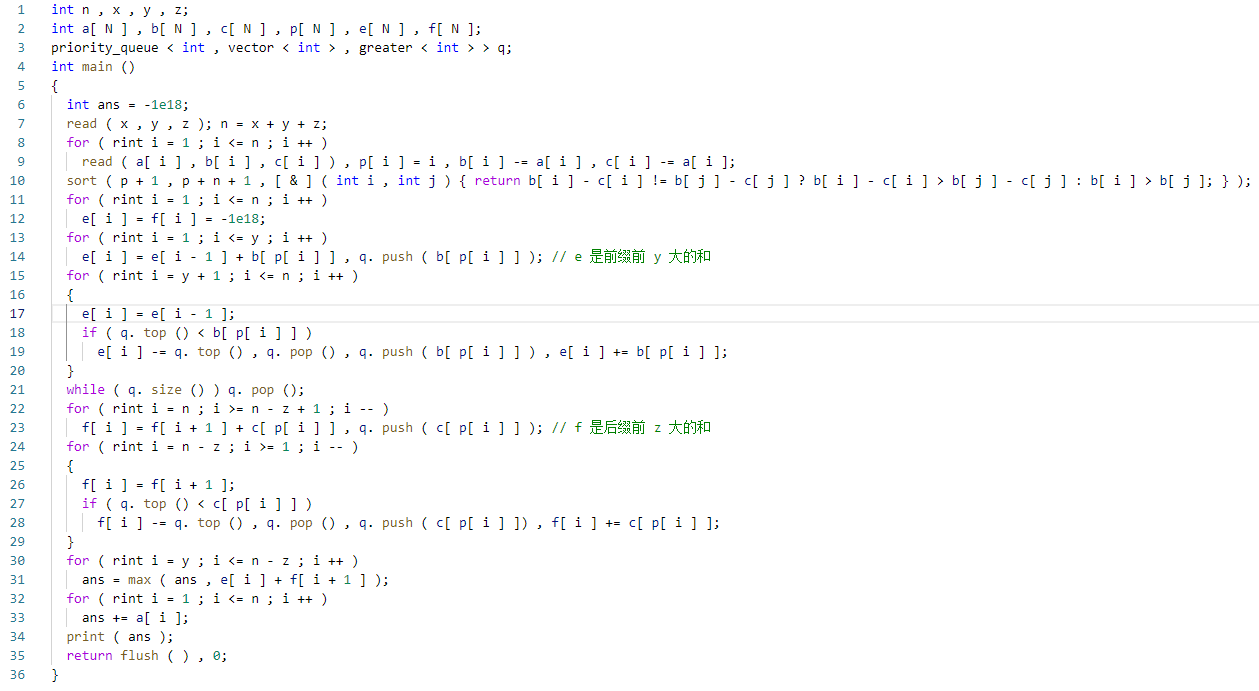 1 int n , x , y , z;
2 int a[ N ] , b[ N ] , c[ N ] , p[ N ] , e[ N ] , f[ N ];
3 priority_queue < int , vector < int > , greater < int > > q;
4 int main ()
5 {
6 int ans = -1e18;
7 read ( x , y , z ); n = x + y + z;
8 for ( rint i = 1 ; i <= n ; i ++ )
9 read ( a[ i ] , b[ i ] , c[ i ] ) , p[ i ] = i , b[ i ] -= a[ i ] , c[ i ] -= a[ i ];
10 sort ( p + 1 , p + n + 1 , [ & ] ( int i , int j ) { return b[ i ] - c[ i ] != b[ j ] - c[ j ] ? b[ i ] - c[ i ] > b[ j ] - c[ j ] : b[ i ] > b[ j ]; } );
11 for ( rint i = 1 ; i <= n ; i ++ )
12 e[ i ] = f[ i ] = -1e18;
13 for ( rint i = 1 ; i <= y ; i ++ )
14 e[ i ] = e[ i - 1 ] + b[ p[ i ] ] , q. push ( b[ p[ i ] ] ); // e 是前缀前 y 大的和
15 for ( rint i = y + 1 ; i <= n ; i ++ )
16 {
17 e[ i ] = e[ i - 1 ];
18 if ( q. top () < b[ p[ i ] ] )
19 e[ i ] -= q. top () , q. pop () , q. push ( b[ p[ i ] ] ) , e[ i ] += b[ p[ i ] ];
20 }
21 while ( q. size () ) q. pop ();
22 for ( rint i = n ; i >= n - z + 1 ; i -- )
23 f[ i ] = f[ i + 1 ] + c[ p[ i ] ] , q. push ( c[ p[ i ] ] ); // f 是后缀前 z 大的和
24 for ( rint i = n - z ; i >= 1 ; i -- )
25 {
26 f[ i ] = f[ i + 1 ];
27 if ( q. top () < c[ p[ i ] ] )
28 f[ i ] -= q. top () , q. pop () , q. push ( c[ p[ i ] ]) , f[ i ] += c[ p[ i ] ];
29 }
30 for ( rint i = y ; i <= n - z ; i ++ )
31 ans = max ( ans , e[ i ] + f[ i + 1 ] );
32 for ( rint i = 1 ; i <= n ; i ++ )
33 ans += a[ i ];
34 print ( ans );
35 return flush ( ) , 0;
36 }